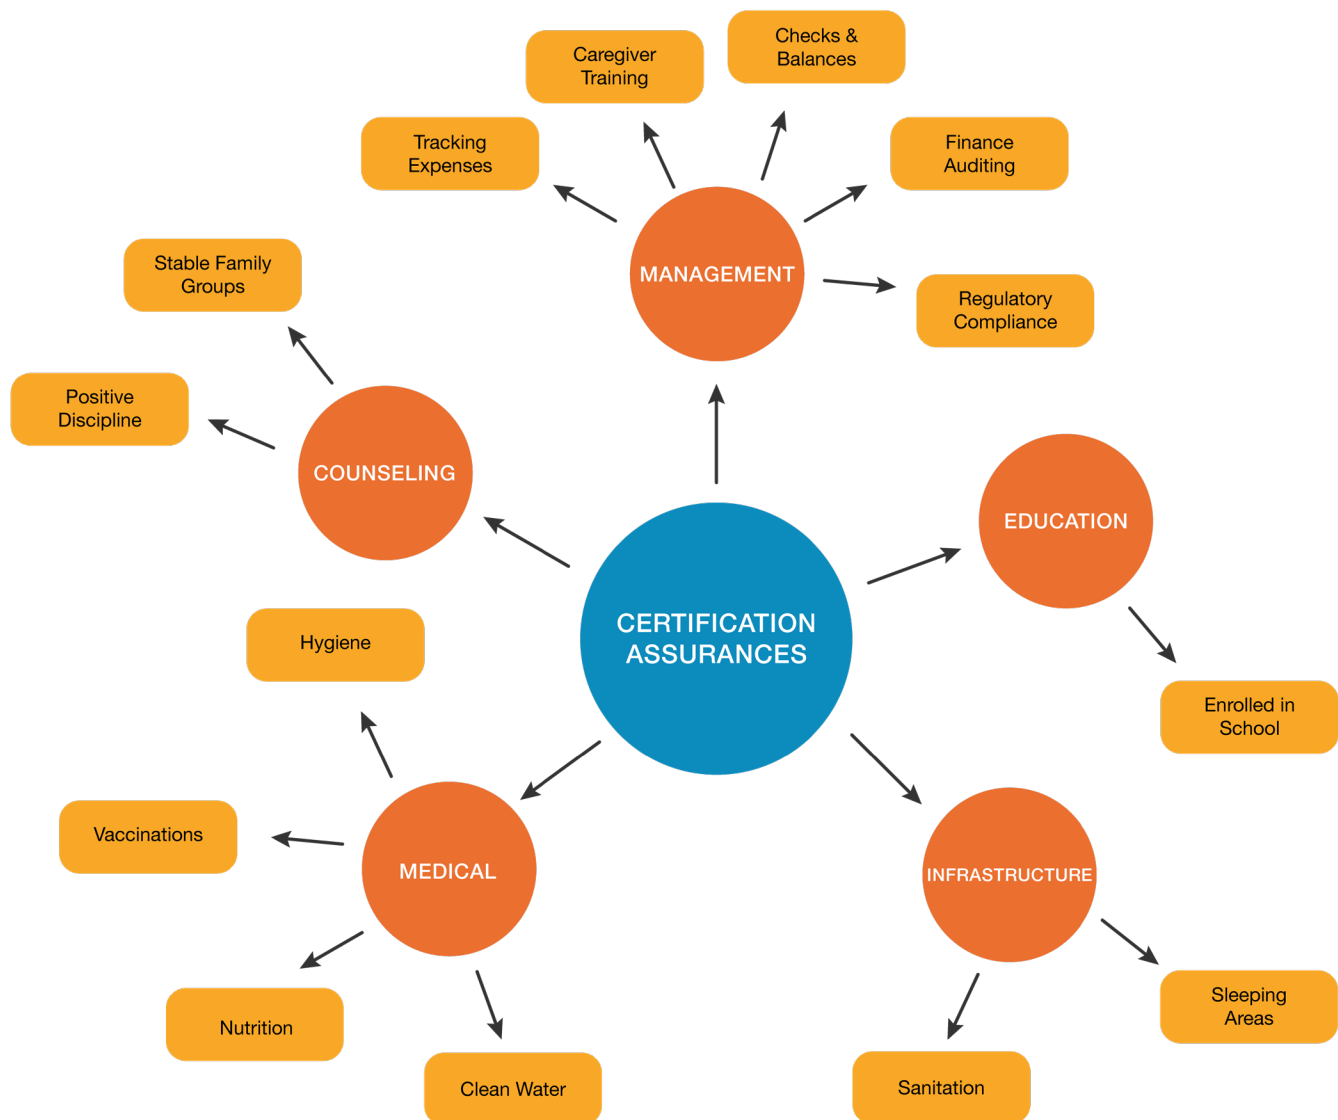 Checks &
Balances
Caregiver
Training
Tracking
Expenses
Finance
Auditing
MANAGEMENT
Regulatory
Compliance
Stable Family
Groups
Positive
Discipline
COUNSELING
EDUCATION
CERTIFICATION
ASSURANCES
Hygiene
Enrolled in
School
Vaccinations
MEDICAL
INFRASTRUCTURE
Nutrition
Sleeping
Areas
Clean Water
Sanitation